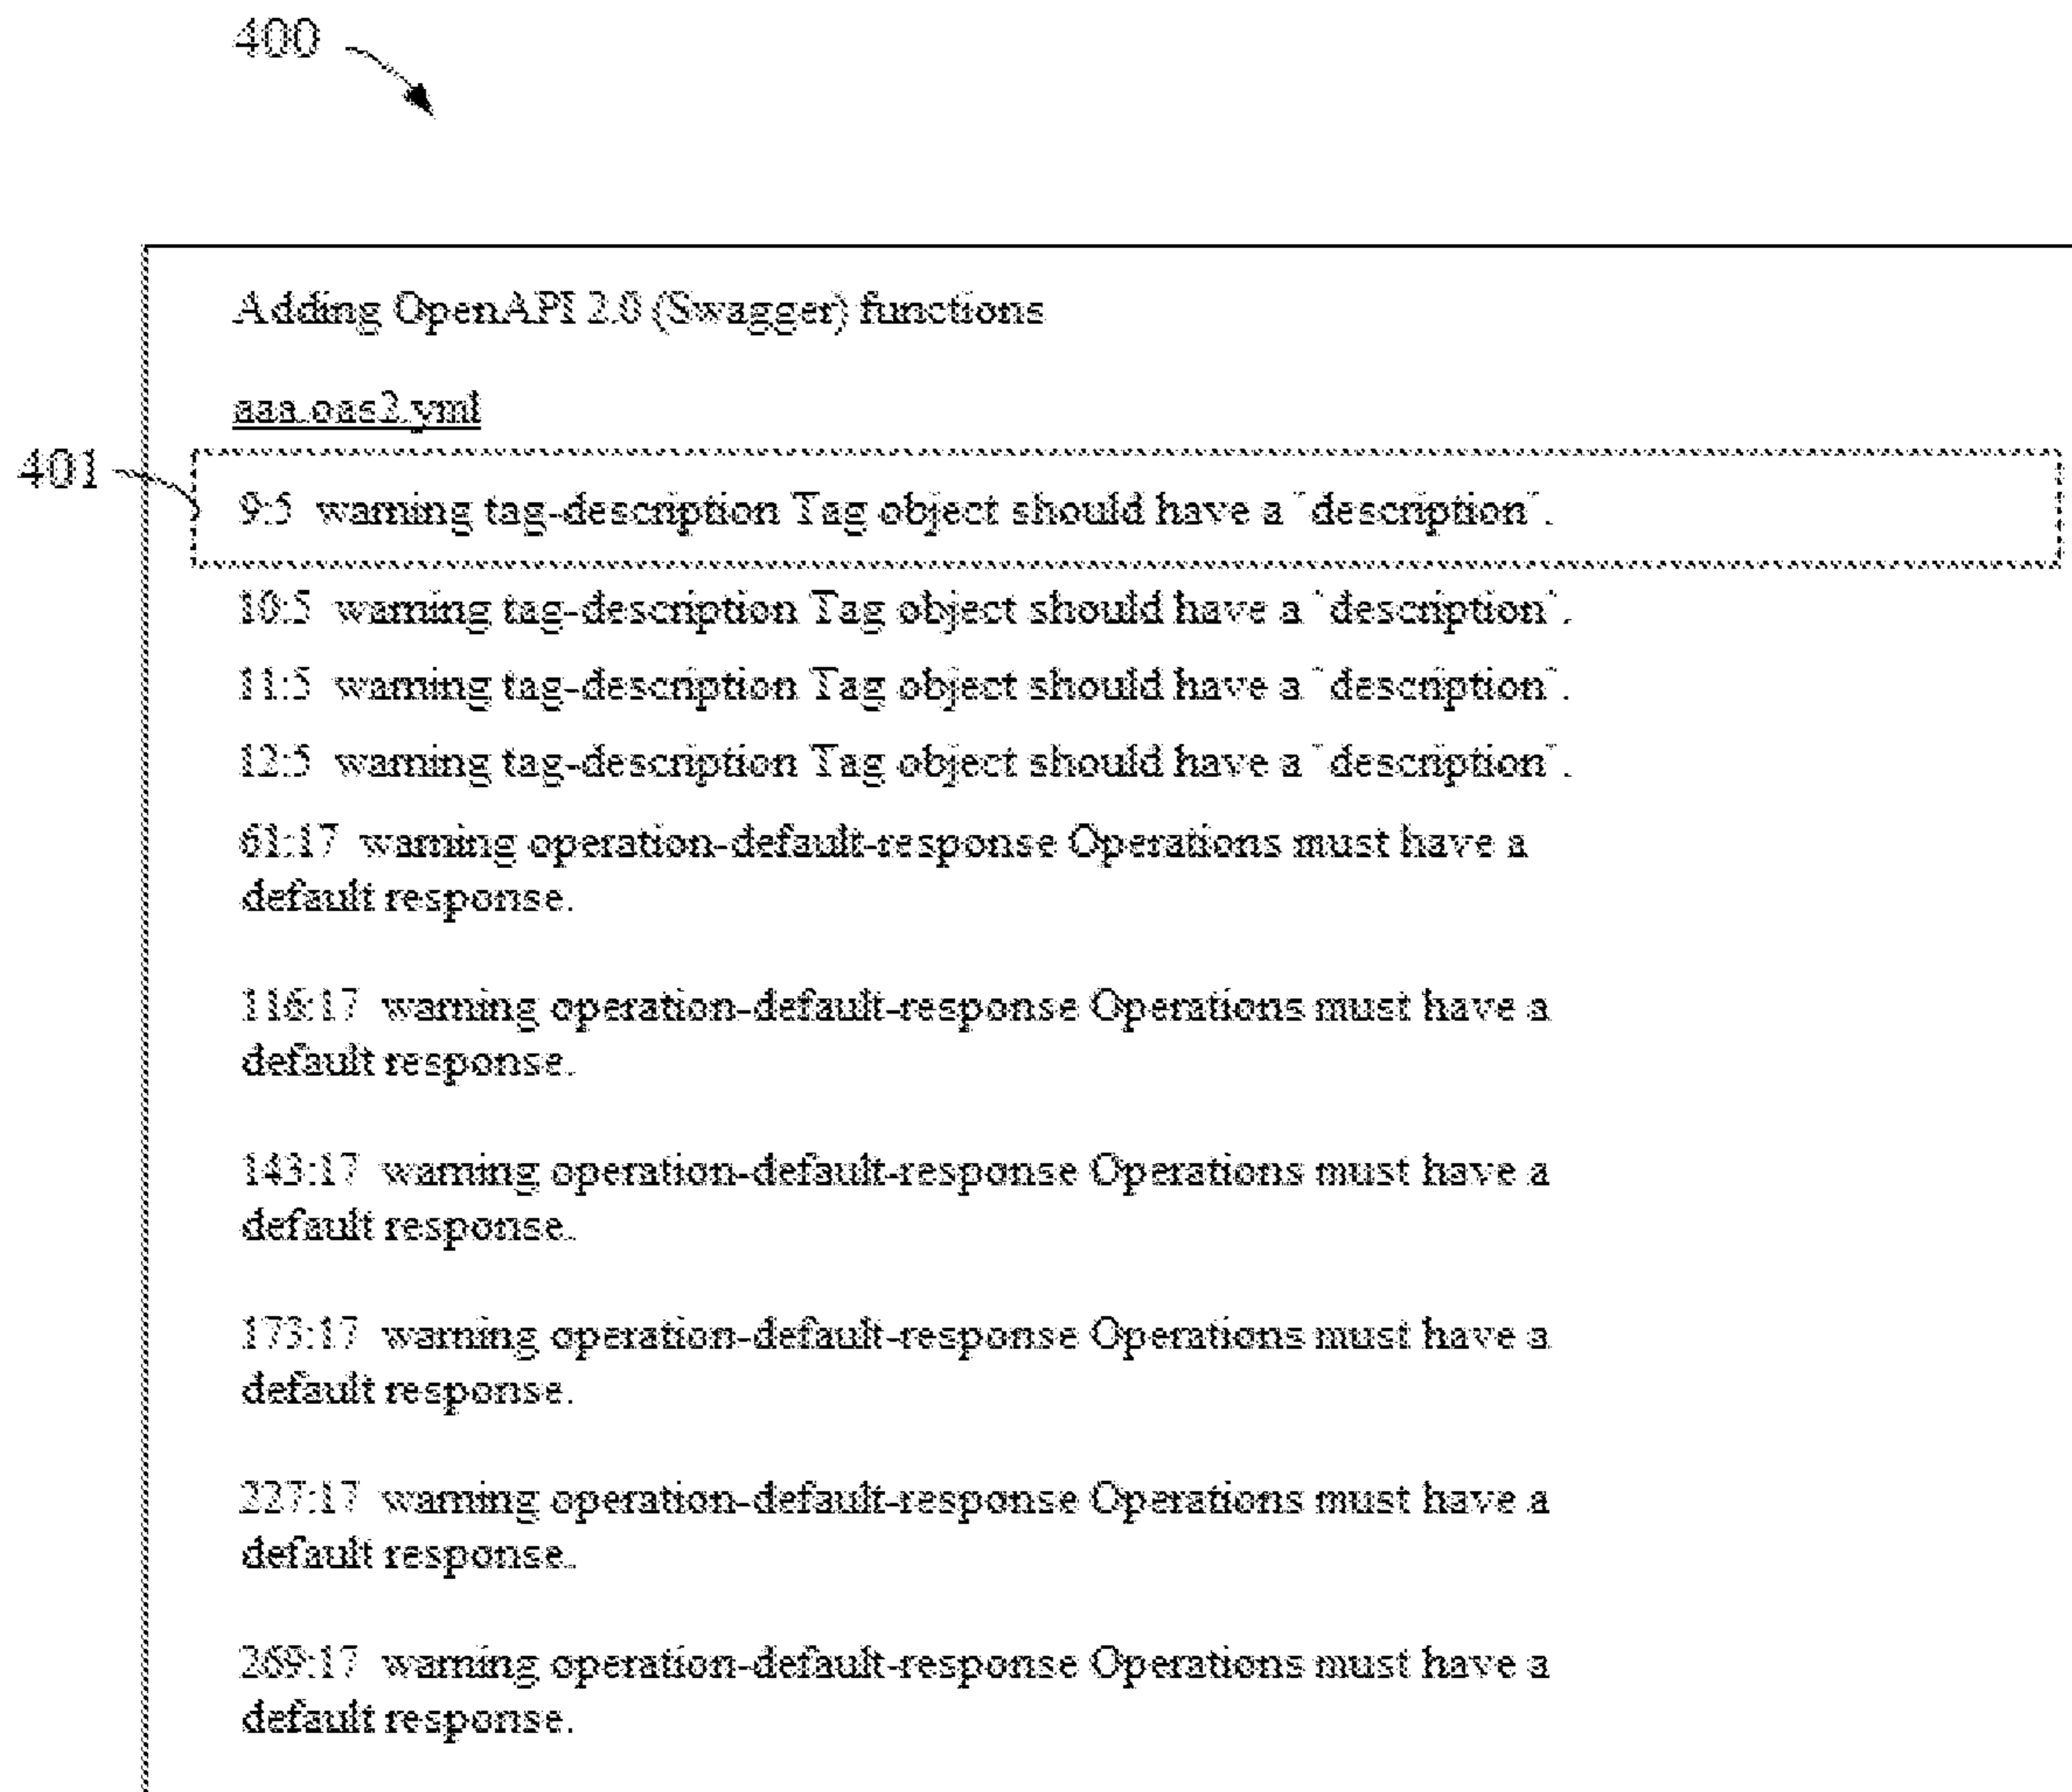 400
Adding OpenAPI 2.0 (Swagger) functions
aaa.oas2.yml
401
9:5 warning tag-description Tag object should have a `description`.
10:5 warning tag-description Tag object should have a `description`.
11:5 warning tag-description Tag object should have a `description`.
12:5 warning tag-description Tag object should have a `description`.
61:17 warning operation-default-response Operations must have a
default response.
116:17 warning operation-default-response Operations must have a
default response.
143:17 warning operation-default-response Operations must have a
default response.
173:17 warning operation-default-response Operations must have a
default response.
227:17 warning operation-default-response Operations must have a
default response.
269:17 warning operation-default-response Operations must have a
default response.